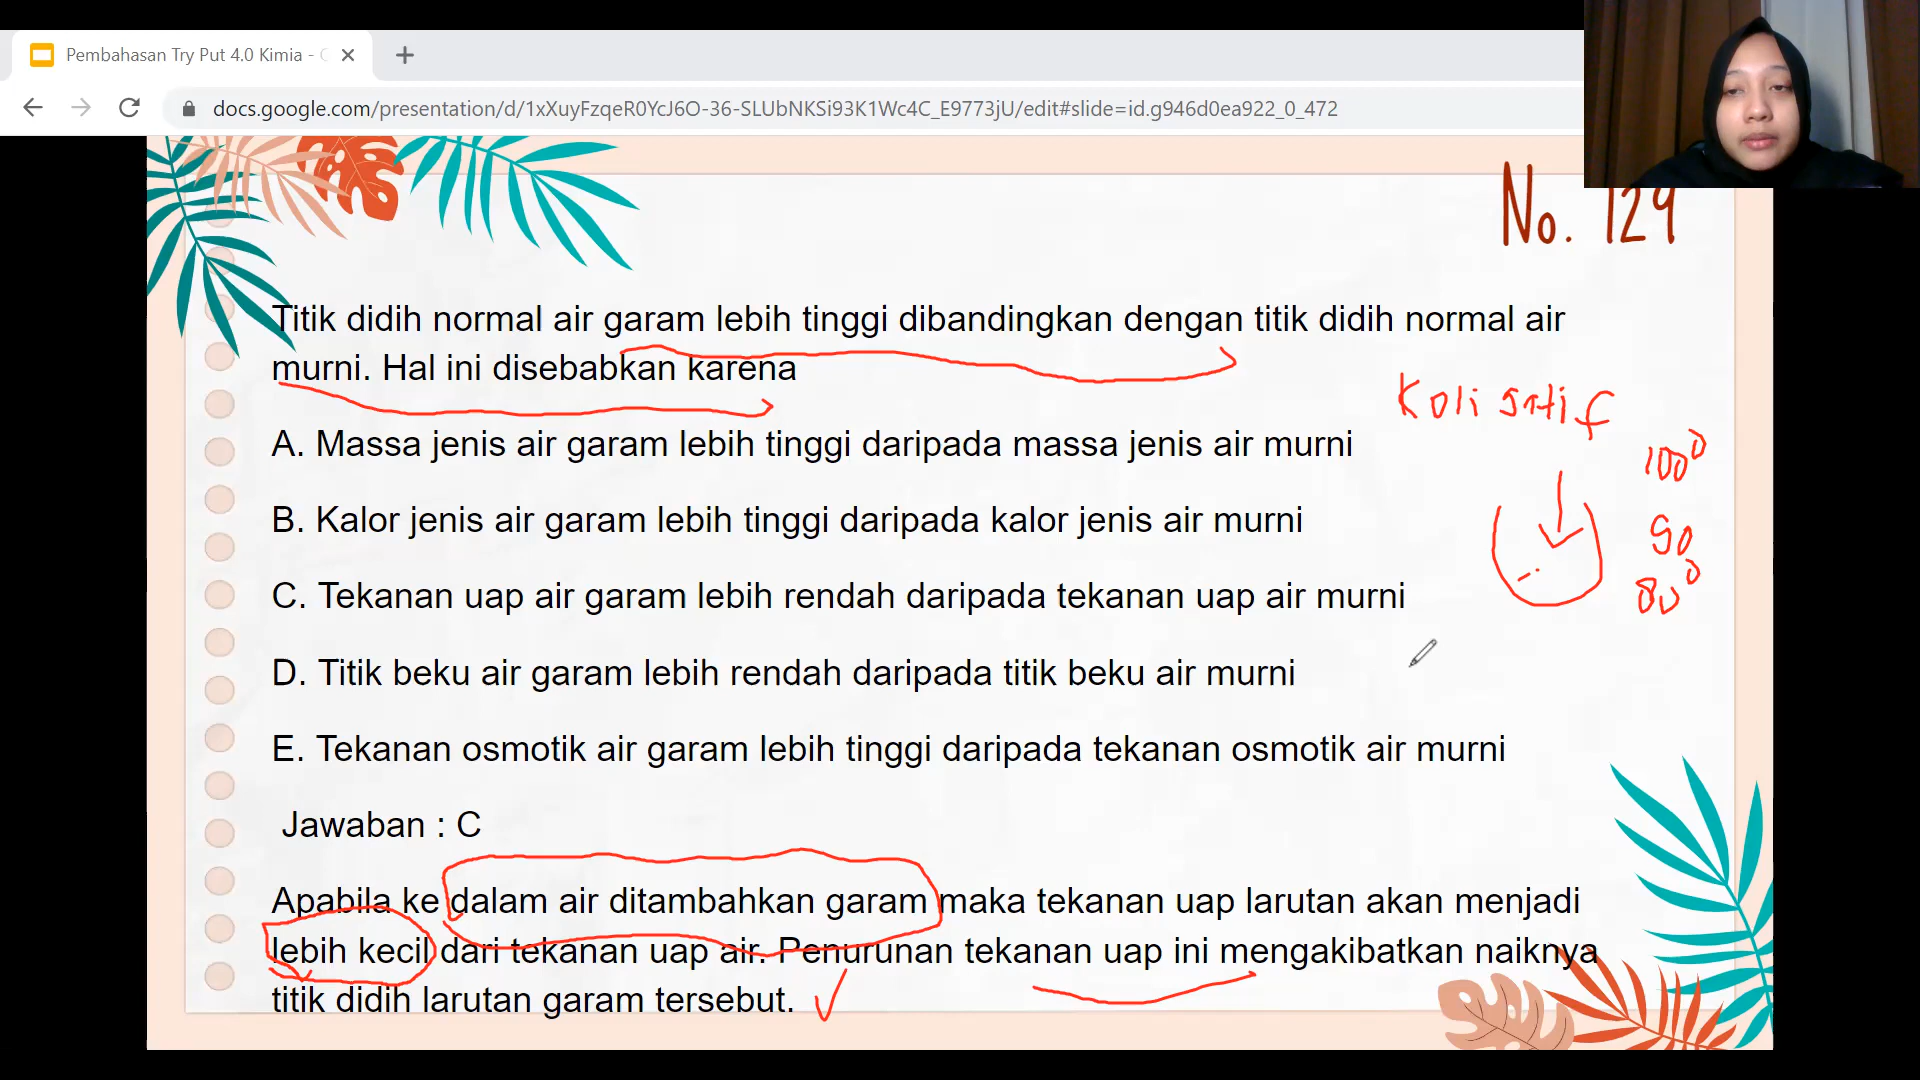 Pembahasan Try Put 4.0 Kimia -
docs.google.com/presentation/d/1xXuyFzqeR0YcJ6O-36-SLUbNKSi93K1Wc4C_E9773jU/edit#slide=id.g946d0ea922_0_472
No. 129
Titik didih normal air garam lebih tinggi dibandingkan dengan titik didih normal air
murni. Hal ini disebabkan karena
Koligatif
A. Massa jenis air garam lebih tinggi daripada massa jenis air murni
100°
B. Kalor jenis air garam lebih tinggi daripada kalor jenis air murni
90
C. Tekanan uap air garam lebih rendah daripada tekanan uap air murni
80°
D. Titik beku air garam lebih rendah daripada titik beku air murni
E. Tekanan osmotik air garam lebih tinggi daripada tekanan osmotik air murni
Jawaban : C
Apabila ke dalam air ditambahkan garam maka tekanan uap larutan akan menjadi
lebih kecil dari tekanan uap air. Penurunan tekanan uap ini mengakibatkan naiknya
titik didih larutan garam tersebut.